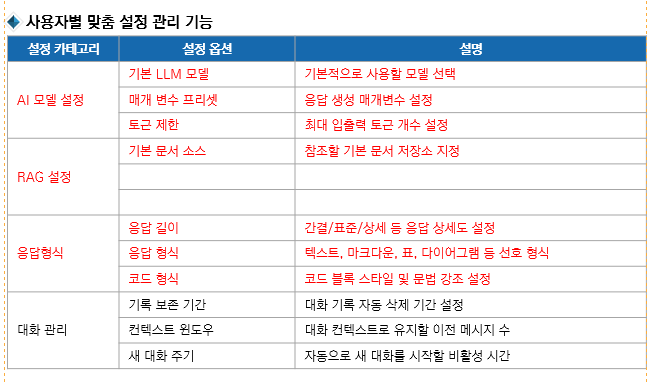 사용자별 맞춤 설정 관리 기능
설정 카테고리 설정 옵션 설명
AI 모델 설정 기본 LLM 모델 기본적으로 사용할 모델 선택
매개 변수 프리셋 응답 생성 매개변수 설정
토근 제한 최대 입출력 토근 개수 설정
RAG 설정 기본 문서 소스 참조할 기본 문서 저장소 지정
응답형식 응답 길이 간결/표준/상세 등 응답 상세도 설정
응답 형식 텍스트, 마크다운, 표, 다이어그램 등 선호 형식
코드 형식 코드 블록 스타일 및 문법 강조 설정
대화 관리 기록 보존 기간 대화 기록 자동 삭제 기간 설정
컨텍스트 윈도우 대화 컨텍스트로 유지할 이전 메시지 수
새 대화 주기 자동으로 새 대화를 시작할 비활성 시간